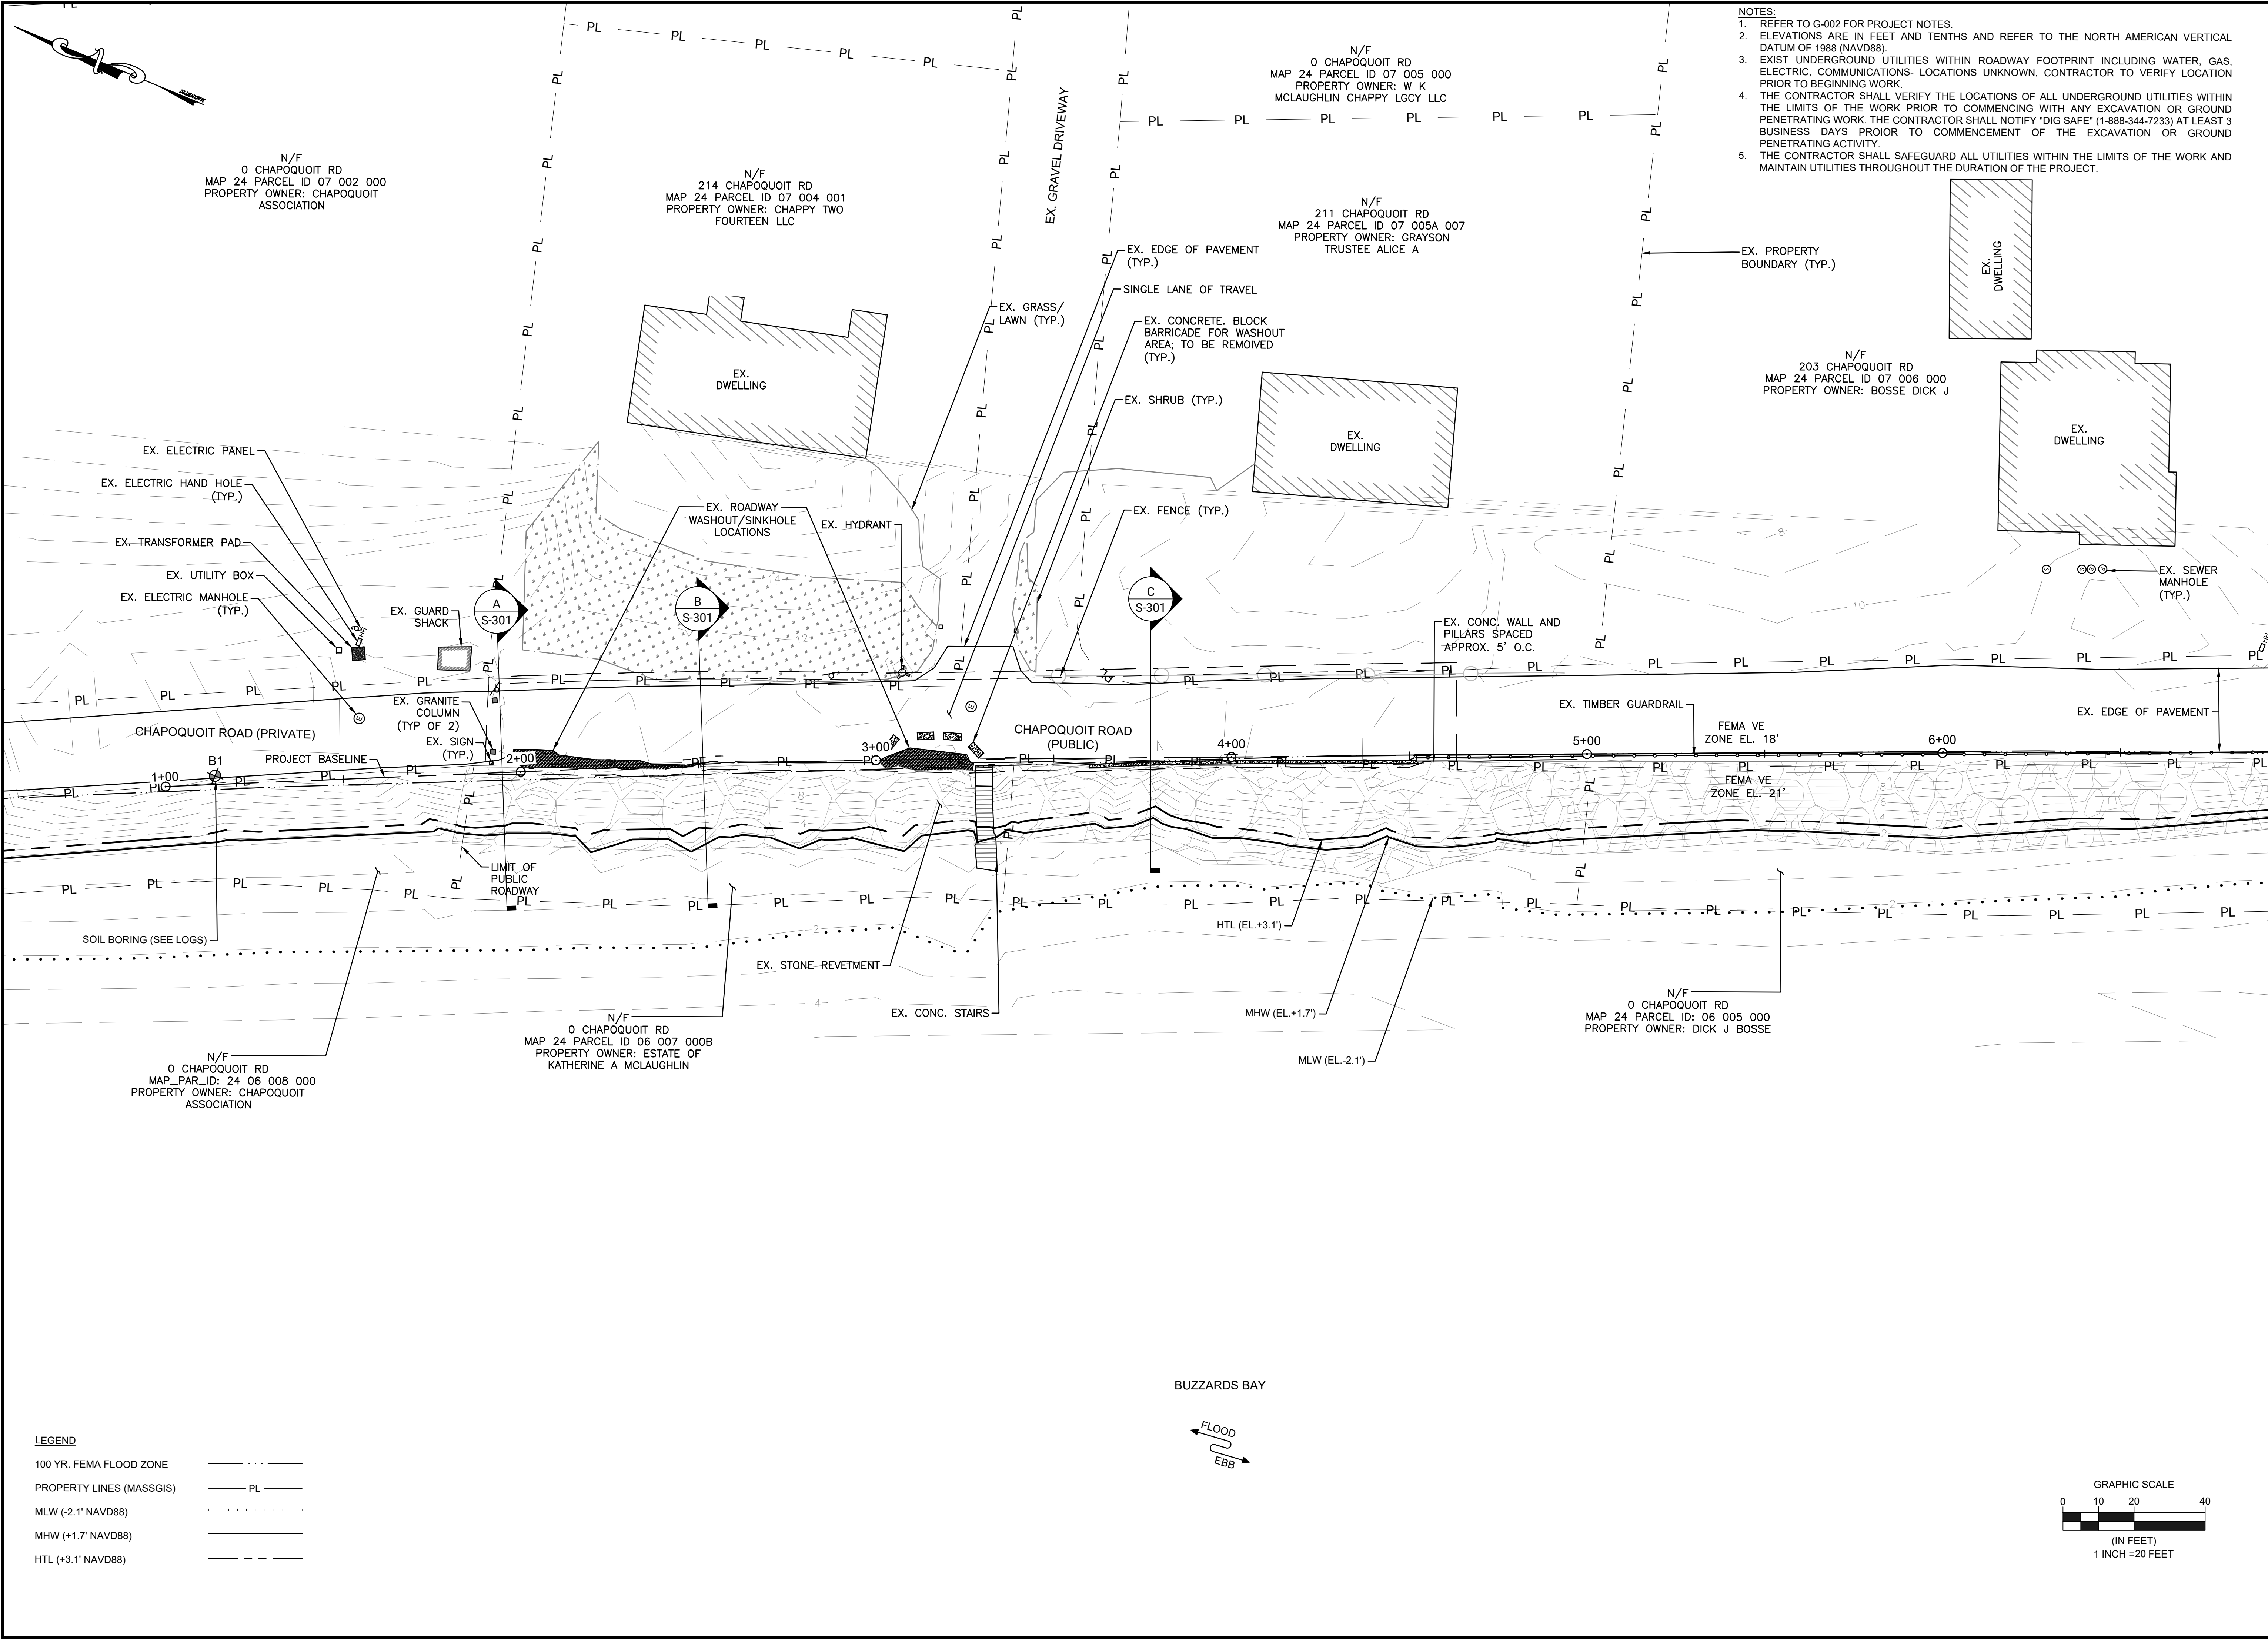 NOTES:
1. REFER TO G-002 FOR PROJECT NOTES.
2. ELEVATIONS ARE IN FEET AND TENTHS AND REFER TO THE NORTH AMERICAN VERTICAL
DATUM OF 1988 (NAVD88).
3. EXIST UNDERGROUND UTILITIES WITHIN ROADWAY FOOTPRINT INCLUDING WATER, GAS,
ELECTRIC, COMMUNICATIONS- LOCATIONS UNKNOWN, CONTRACTOR TO VERIFY LOCATION
PRIOR TO BEGINNING WORK.
4. THE CONTRACTOR SHALL VERIFY THE LOCATIONS OF ALL UNDERGROUND UTILITIES WITHIN
THE LIMITS OF THE WORK PRIOR TO COMMENCING WITH ANY EXCAVATION OR GROUND
PENETRATING WORK. THE CONTRACTOR SHALL NOTIFY "DIG SAFE" (1-888-344-7233) AT LEAST 3
BUSINESS DAYS PROIOR TO COMMENCEMENT OF THE EXCAVATION OR GROUND
PENETRATING ACTIVITY.
5. THE CONTRACTOR SHALL SAFEGUARD ALL UTILITIES WITHIN THE LIMITS OF THE WORK AND
MAINTAIN UTILITIES THROUGHOUT THE DURATION OF THE PROJECT.
MAGNETIC
N/F
0 CHAPOQUOIT RD
MAP 24 PARCEL ID 07 002 000
PROPERTY OWNER: CHAPOQUOIT
ASSOCIATION
N/F
214 CHAPOQUOIT RD
MAP 24 PARCEL ID 07 004 001
PROPERTY OWNER: CHAPPY TWO
FOURTEEN LLC
EX. GRAVEL DRIVEWAY
N/F
0 CHAPOQUOIT RD
MAP 24 PARCEL ID 07 005 000
PROPERTY OWNER: W K
MCLAUGHLIN CHAPPY LGCY LLC
N/F
211 CHAPOQUOIT RD
MAP 24 PARCEL ID 07 005A 007
PROPERTY OWNER: GRAYSON
TRUSTEE ALICE A
EX. PROPERTY
BOUNDARY (TYP.)
EX.
DWELLING
N/F
203 CHAPOQUOIT RD
MAP 24 PARCEL ID 07 006 000
PROPERTY OWNER: BOSSE DICK J
EX.
DWELLING
EX. EDGE OF PAVEMENT
(TYP.)
SINGLE LANE OF TRAVEL
EX. GRASS/
LAWN (TYP.)
EX. CONCRETE. BLOCK
BARRICADE FOR WASHOUT
AREA; TO BE REMOIVED
(TYP.)
EX. SHRUB (TYP.)
EX.
DWELLING
EX.
DWELLING
EX. FENCE (TYP.)
EX. ELECTRIC PANEL
EX. ELECTRIC HAND HOLE
(TYP.)
EX. TRANSFORMER PAD
EX. UTILITY BOX
EX. ELECTRIC MANHOLE
(TYP.)
EX. GUARD
SHACK
EX. ROADWAY
WASHOUT/SINKHOLE
LOCATIONS
EX. HYDRANT
A
S-301
B
S-301
C
S-301
14
12
8
10
EX. SEWER
MANHOLE
(TYP.)
EX. CONC. WALL AND
PILLARS SPACED
APPROX. 5' O.C.
EX. GRANITE
COLUMN
(TYP OF 2)
EX. SIGN
(TYP.)
CHAPOQUOIT ROAD (PRIVATE)
PROJECT BASELINE
CHAPOQUOIT ROAD
(PUBLIC)
EX. TIMBER GUARDRAIL
FEMA VE
ZONE EL. 18'
EX. EDGE OF PAVEMENT
B1
1+00
2+00
3+00
4+00
5+00
6+00
FEMA VE
ZONE EL. 21'
8
6
4
2
8
4
PL
LIMIT OF
PUBLIC
ROADWAY
SOIL BORING (SEE LOGS)
HTL (EL.+3.1')
2
2
EX. STONE REVETMENT
4
EX. CONC. STAIRS
MHW (EL.+1.7')
MLW (EL.-2.1')
N/F
0 CHAPOQUOIT RD
MAP_PAR_ID: 24 06 008 000
PROPERTY OWNER: CHAPOQUOIT
ASSOCIATION
N/F
0 CHAPOQUOIT RD
MAP 24 PARCEL ID 06 007 000B
PROPERTY OWNER: ESTATE OF
KATHERINE A MCLAUGHLIN
N/F
0 CHAPOQUOIT RD
MAP 24 PARCEL ID: 06 005 000
PROPERTY OWNER: DICK J BOSSE
BUZZARDS BAY
FLOOD
EBB
LEGEND
100 YR. FEMA FLOOD ZONE
PROPERTY LINES (MASSGIS) PL
MLW (-2.1' NAVD88)
MHW (+1.7' NAVD88)
HTL (+3.1' NAVD88)
GRAPHIC SCALE
0 10 20 40
(IN FEET)
1 INCH =20 FEET